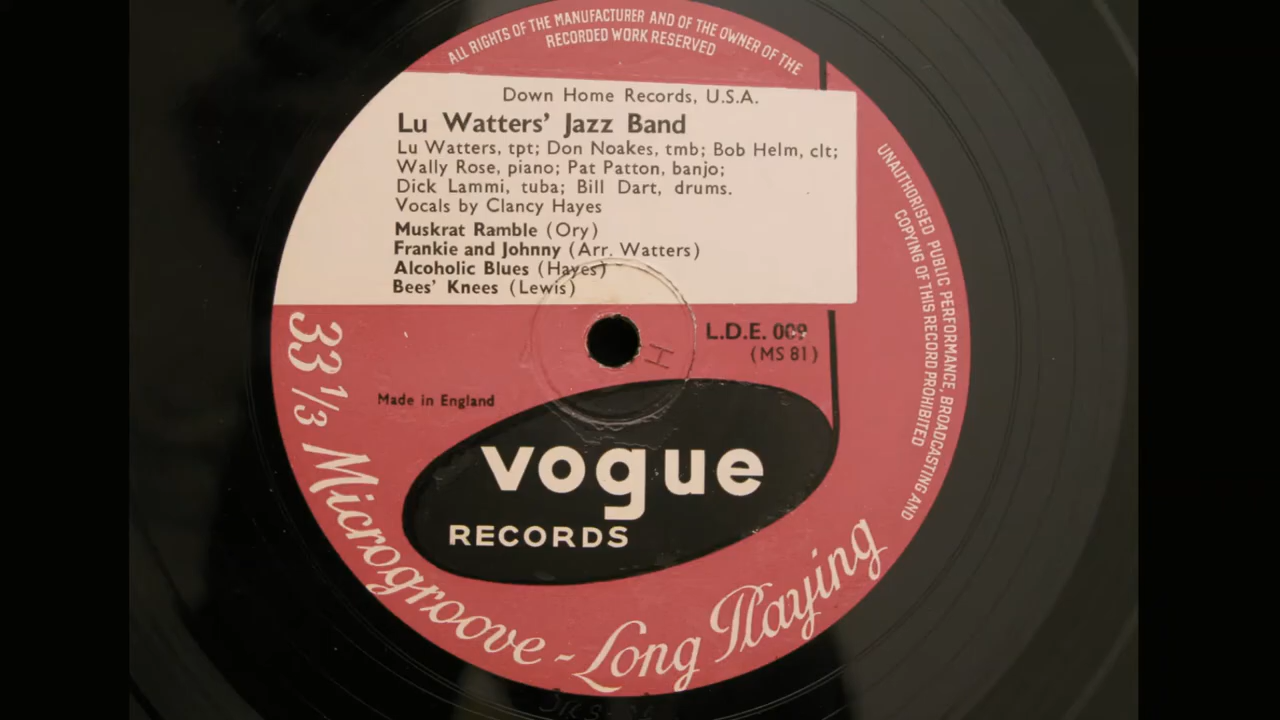 ALL RIGHTS OF THE MANUFACTURER AND OF THE OWNER OF THE
RECORDED WORK RESERVED
Down Home Records, U.S.A.
Lu Watters' Jazz Band
Lu Watters, tpt; Don Noakes, tmb; Bob Helm, clt;
Wally Rose, piano; Pat Patton, banjo;
Dick Lammi, tuba; Bill Dart, drums.
Vocals by Clancy Hayes
Muskrat Ramble (Ory)
Frankie and Johnny (Arr. Watters)
Alcoholic Blues (Hayes)
Bees' Knees (Lewis)
UNAUTHORISED PUBLIC PERFORMANCE, BROADCASTING AND
COPYING OF THIS RECORD PROHIBITED
L.D.E. 009
(MS 81)
H
Made in England
vogue
RECORDS
33 1/3 Microgroove - Long Playing